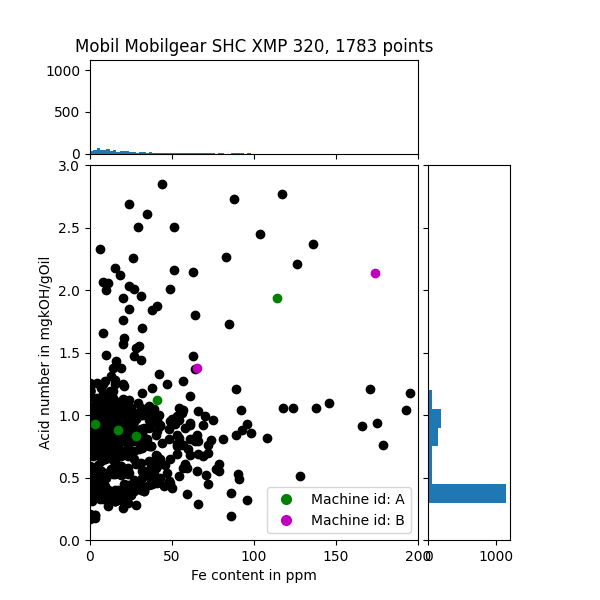 Mobil Mobilgear SHC XMP 320, 1783 points
1000
500
0
3.0
2.5
2.0
1.5
1.0
0.5
0.0
Acid number in mgkOH/gOil
Machine id: A
Machine id: B
0 50 100 150 200 0 1000
Fe content in ppm